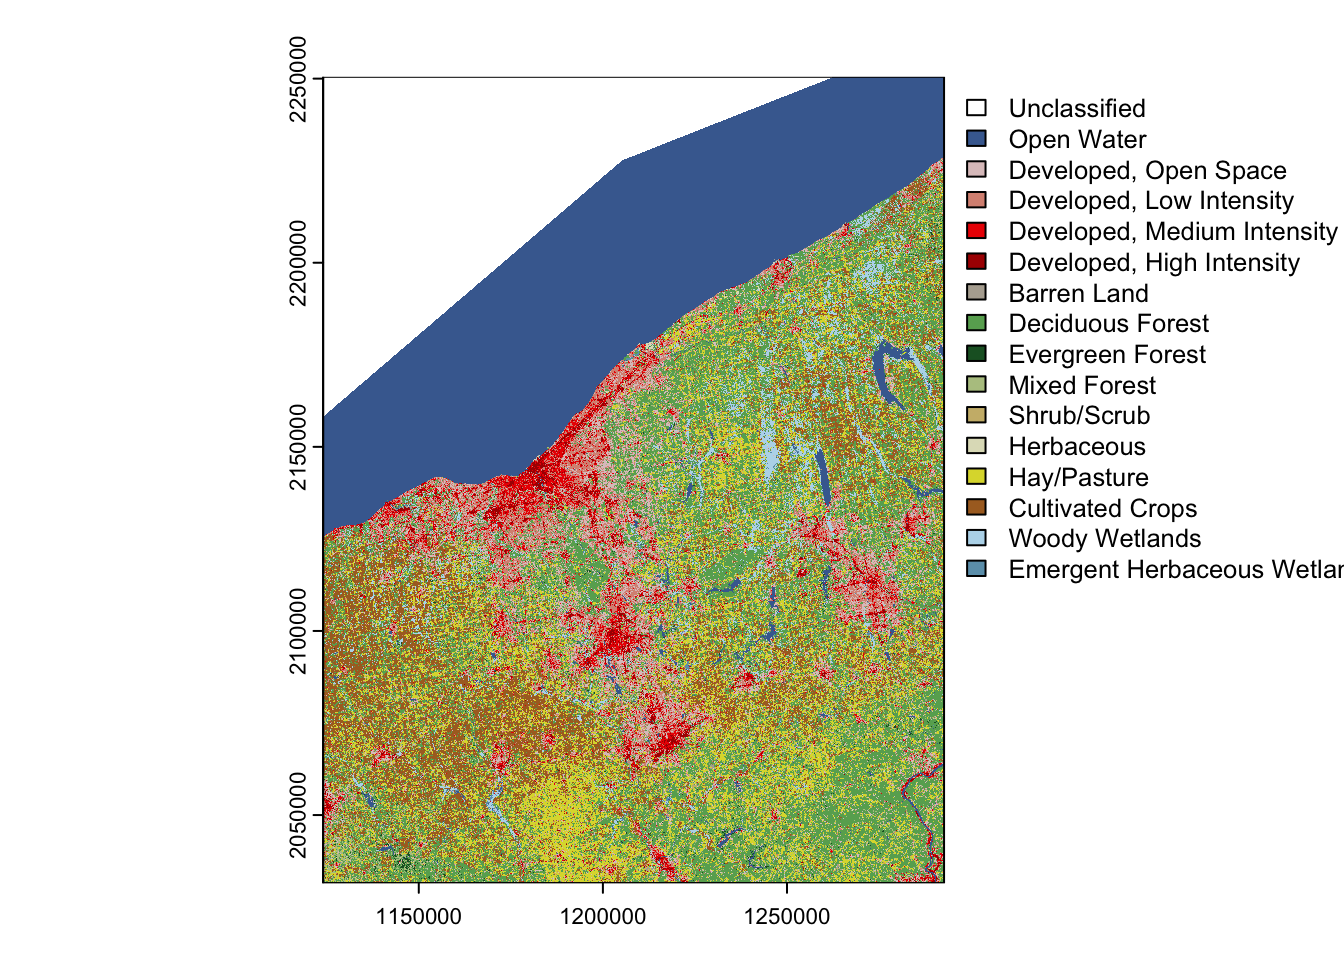 2250000
2200000
2150000
2100000
2050000
1150000
1200000
1250000
Unclassified
Open Water
Developed, Open Space
Developed, Low Intensity
Developed, Medium Intensity
Developed, High Intensity
Barren Land
Deciduous Forest
Evergreen Forest
Mixed Forest
Shrub/Scrub
Herbaceous
Hay/Pasture
Cultivated Crops
Woody Wetlands
Emergent Herbaceous Wetlan